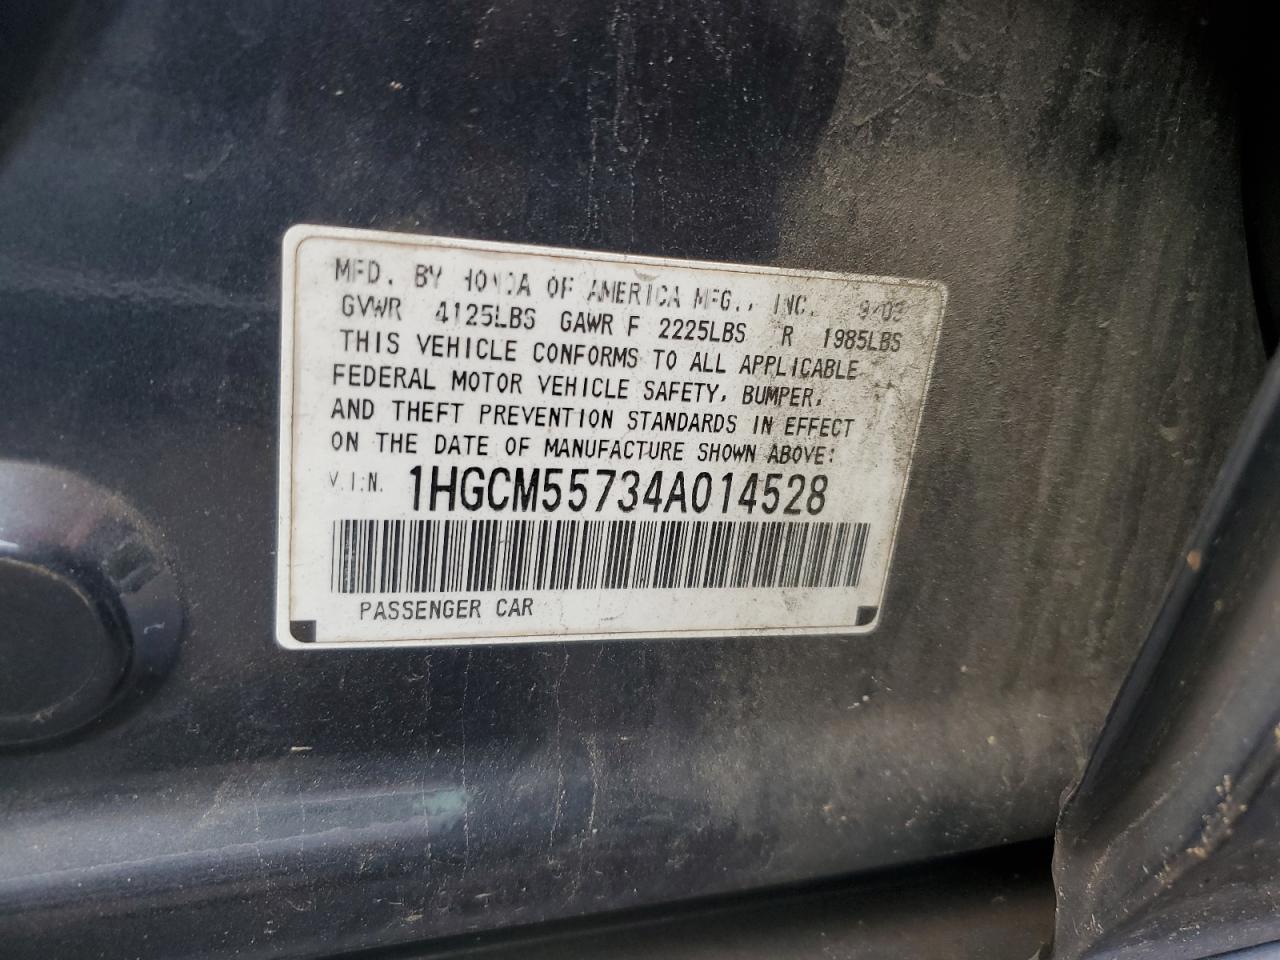 MFD. BY HONDA OF AMERICA MFG., INC. 9/03
GVWR 4125LBS GAWR F 2225LBS R 1985LBS
THIS VEHICLE CONFORMS TO ALL APPLICABLE
FEDERAL MOTOR VEHICLE SAFETY, BUMPER,
AND THEFT PREVENTION STANDARDS IN EFFECT
ON THE DATE OF MANUFACTURE SHOWN ABOVE:
V.I.N. 1HGCM55734A014528
PASSENGER CAR